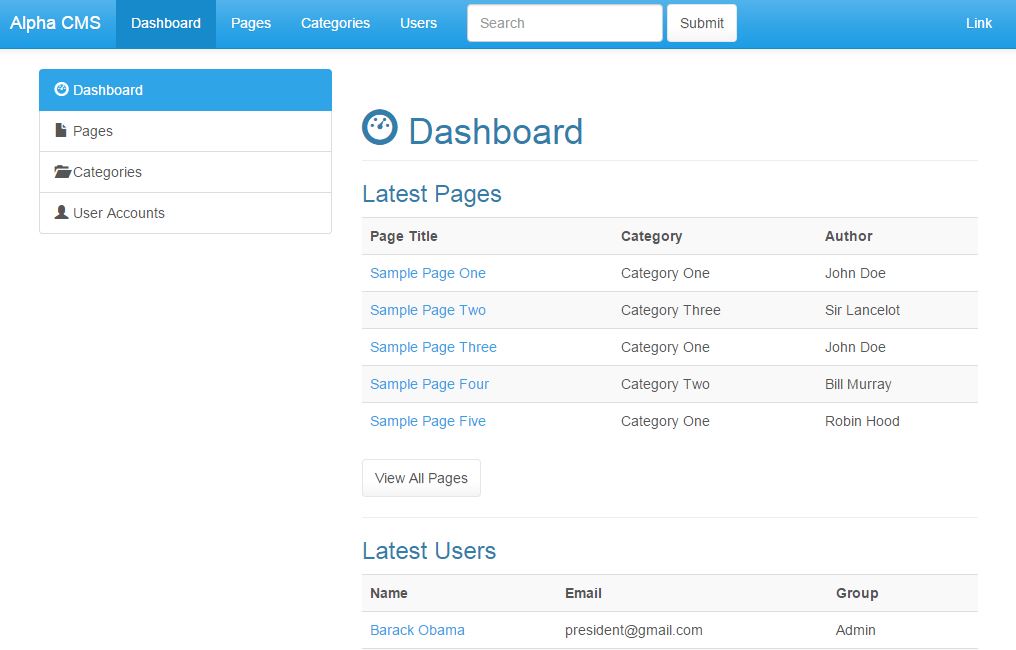 Alpha CMS Dashboard Pages Categories Users Search Submit Link
Dashboard
Pages
Categories
User Accounts
Dashboard
Latest Pages
Page Title Category Author
Sample Page One Category One John Doe
Sample Page Two Category Three Sir Lancelot
Sample Page Three Category One John Doe
Sample Page Four Category Two Bill Murray
Sample Page Five Category One Robin Hood
View All Pages
Latest Users
Name Email Group
Barack Obama president@gmail.com Admin